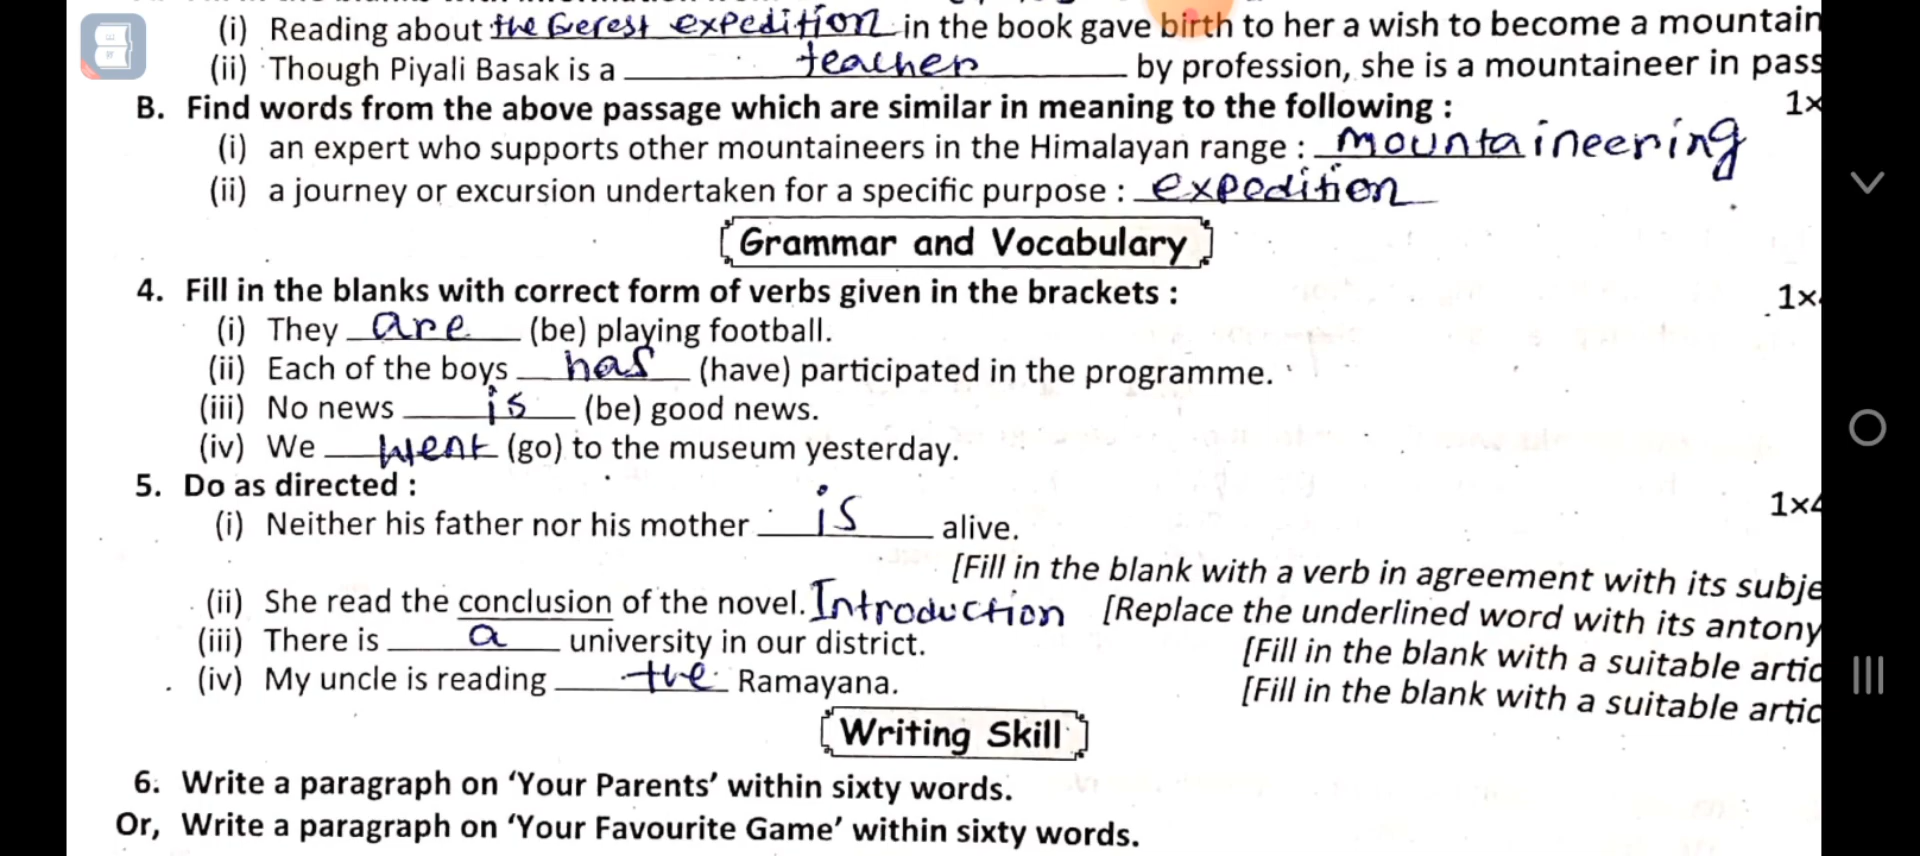 (i) Reading about the Everest expedition in the book gave birth to her a wish to become a mountain
(ii) Though Piyali Basak is a teacher by profession, she is a mountaineer in pass
B. Find words from the above passage which are similar in meaning to the following : 1×
(i) an expert who supports other mountaineers in the Himalayan range : mountaineering
(ii) a journey or excursion undertaken for a specific purpose : expedition
Grammar and Vocabulary
4. Fill in the blanks with correct form of verbs given in the brackets : 1×
(i) They are (be) playing football.
(ii) Each of the boys has (have) participated in the programme.
(iii) No news is (be) good news.
(iv) We went (go) to the museum yesterday.
5. Do as directed : 1×4
(i) Neither his father nor his mother is alive.
[Fill in the blank with a verb in agreement with its subje
(ii) She read the conclusion of the novel. Introduction [Replace the underlined word with its antony
(iii) There is a university in our district. [Fill in the blank with a suitable artic
(iv) My uncle is reading the Ramayana. [Fill in the blank with a suitable artic
Writing Skill
6. Write a paragraph on ‘Your Parents’ within sixty words.
Or, Write a paragraph on ‘Your Favourite Game’ within sixty words.